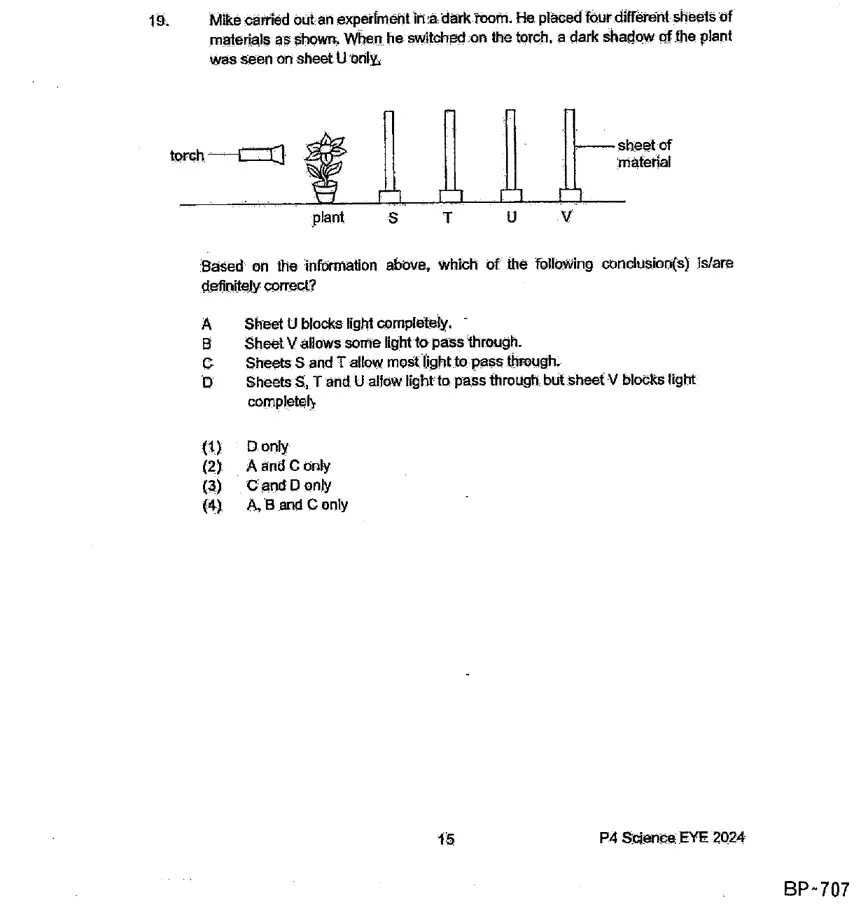 19. Mike carried out an experiment in a dark room. He placed four different sheets of
materials as shown. When he switched on the torch, a dark shadow of the plant
was seen on sheet U only.
torch
sheet of
material
plant S T U V
Based on the information above, which of the following conclusion(s) is/are
definitely correct?
A Sheet U blocks light completely.
B Sheet V allows some light to pass through.
C Sheets S and T allow most light to pass through.
D Sheets S, T and U allow light to pass through but sheet V blocks light
completely
(1) D only
(2) A and C only
(3) C and D only
(4) A, B and C only
15 P4 Science EYE 2024
BP-707